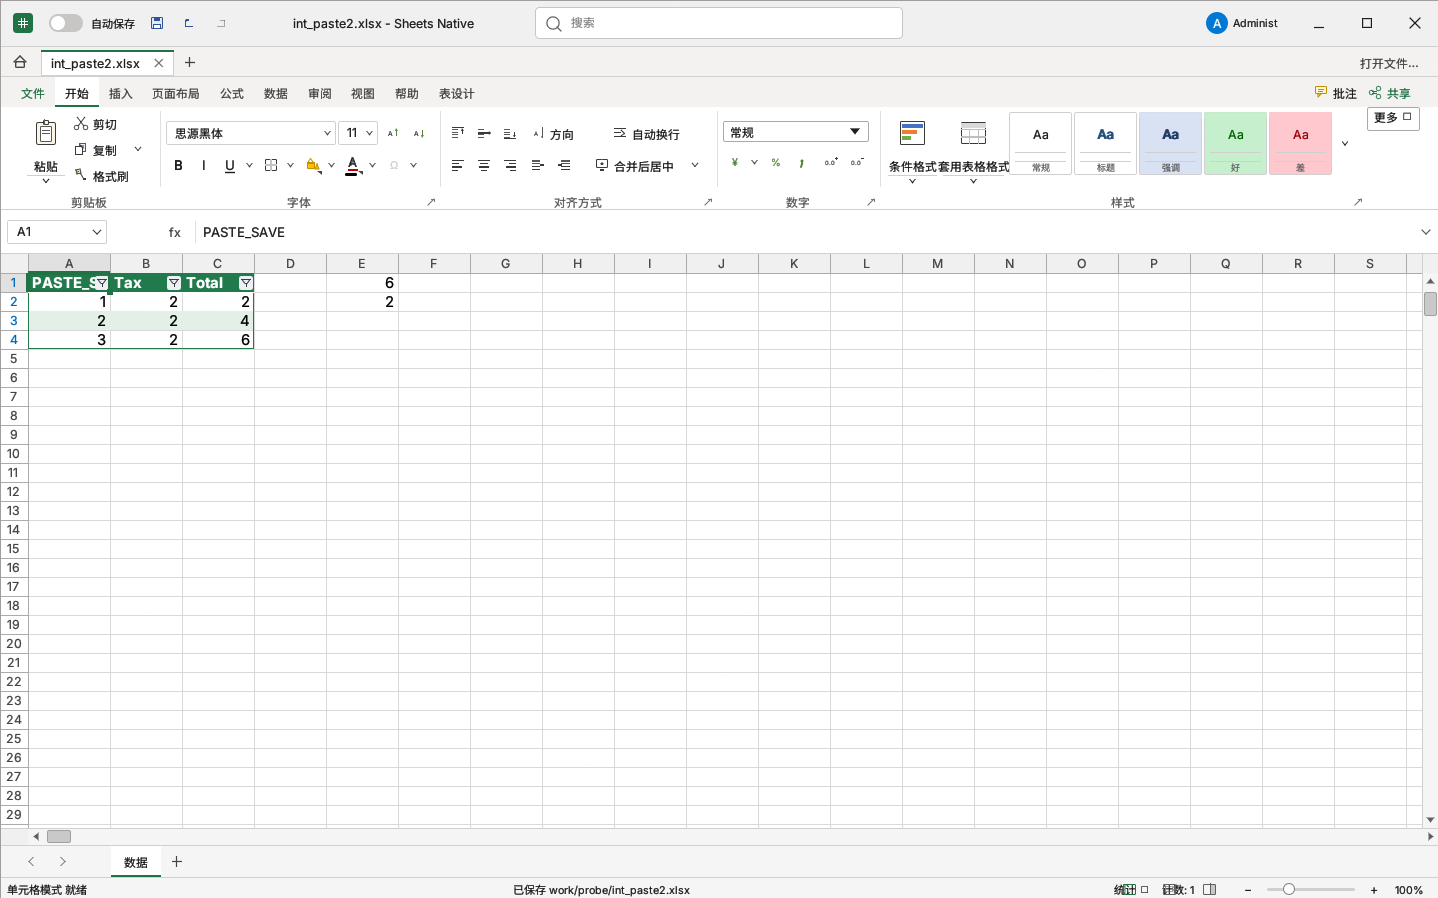 自动保存
int_paste2.xlsx - Sheets Native
搜索
A
Administ
int_paste2.xlsx
打开文件...
文件
开始
插入
页面布局
公式
数据
审阅
视图
帮助
表设计
批注
共享
粘贴
剪切
复制
格式刷
剪贴板
思源黑体
11
B
I
U
A
字体
方向
自动换行
合并后居中
对齐方式
常规
¥
%
数字
条件格式
套用表格格式
Aa
常规
Aa
标题
Aa
强调
Aa
好
Aa
差
样式
更多
A1
fx
PASTE_SAVE
A B C D E F G H I J K L M N O P Q R S
1 PASTE_S Tax Total 6
2 1 2 2 2
3 2 2 4
4 3 2 6
5
6
7
8
9
10
11
12
13
14
15
16
17
18
19
20
21
22
23
24
25
26
27
28
29
数据
单元格模式 就绪
已保存 work/probe/int_paste2.xlsx
统计
计数: 1
100%